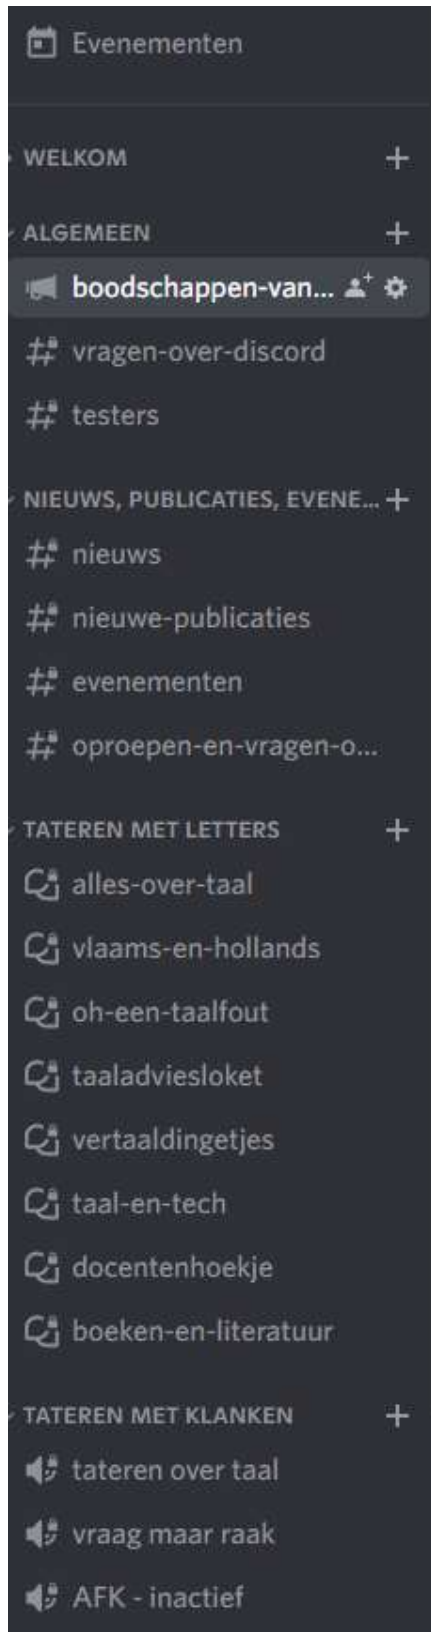 Evenementen
WELKOM
ALGEMEEN
boodschappen-van...
vragen-over-discord
testers
NIEUWS, PUBLICATIES, EVENE...
nieuws
nieuwe-publicaties
evenementen
oproepen-en-vragen-o...
TATEREN MET LETTERS
alles-over-taal
vlaams-en-hollands
oh-een-taalfout
taaladviesloket
vertaaldingetjes
taal-en-tech
docentenhoekje
boeken-en-literatuur
TATEREN MET KLANKEN
tateren over taal
vraag maar raak
AFK - inactief